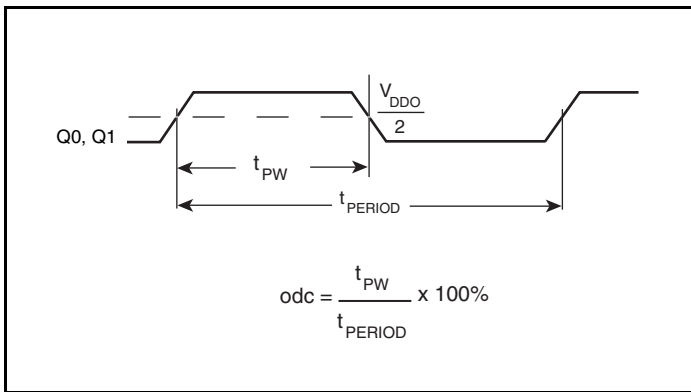 V_DDO
2
Q0, Q1
t_PW
t_PERIOD
odc = t_PW / t_PERIOD x 100%